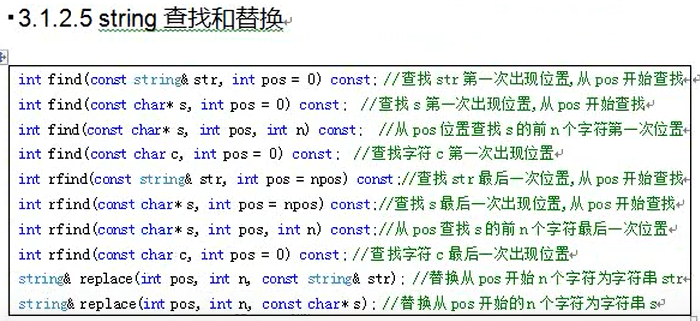 ▪3.1.2.5 string 查找和替换
int find(const string& str, int pos = 0) const; //查找 str 第一次出现位置,从 pos 开始查找
int find(const char* s, int pos = 0) const; //查找 s 第一次出现位置,从 pos 开始查找
int find(const char* s, int pos, int n) const; //从 pos 位置查找 s 的前 n 个字符第一次位置
int find(const char c, int pos = 0) const; //查找字符 c 第一次出现位置
int rfind(const string& str, int pos = npos) const;//查找 str 最后一次位置,从 pos 开始查找
int rfind(const char* s, int pos = npos) const;//查找 s 最后一次出现位置,从 pos 开始查找
int rfind(const char* s, int pos, int n) const;//从 pos 查找 s 的前 n 个字符最后一次位置
int rfind(const char c, int pos = 0) const; //查找字符 c 最后一次出现位置
string& replace(int pos, int n, const string& str); //替换从 pos 开始 n 个字符为字符串 str
string& replace(int pos, int n, const char* s); //替换从 pos 开始的 n 个字符为字符串 s